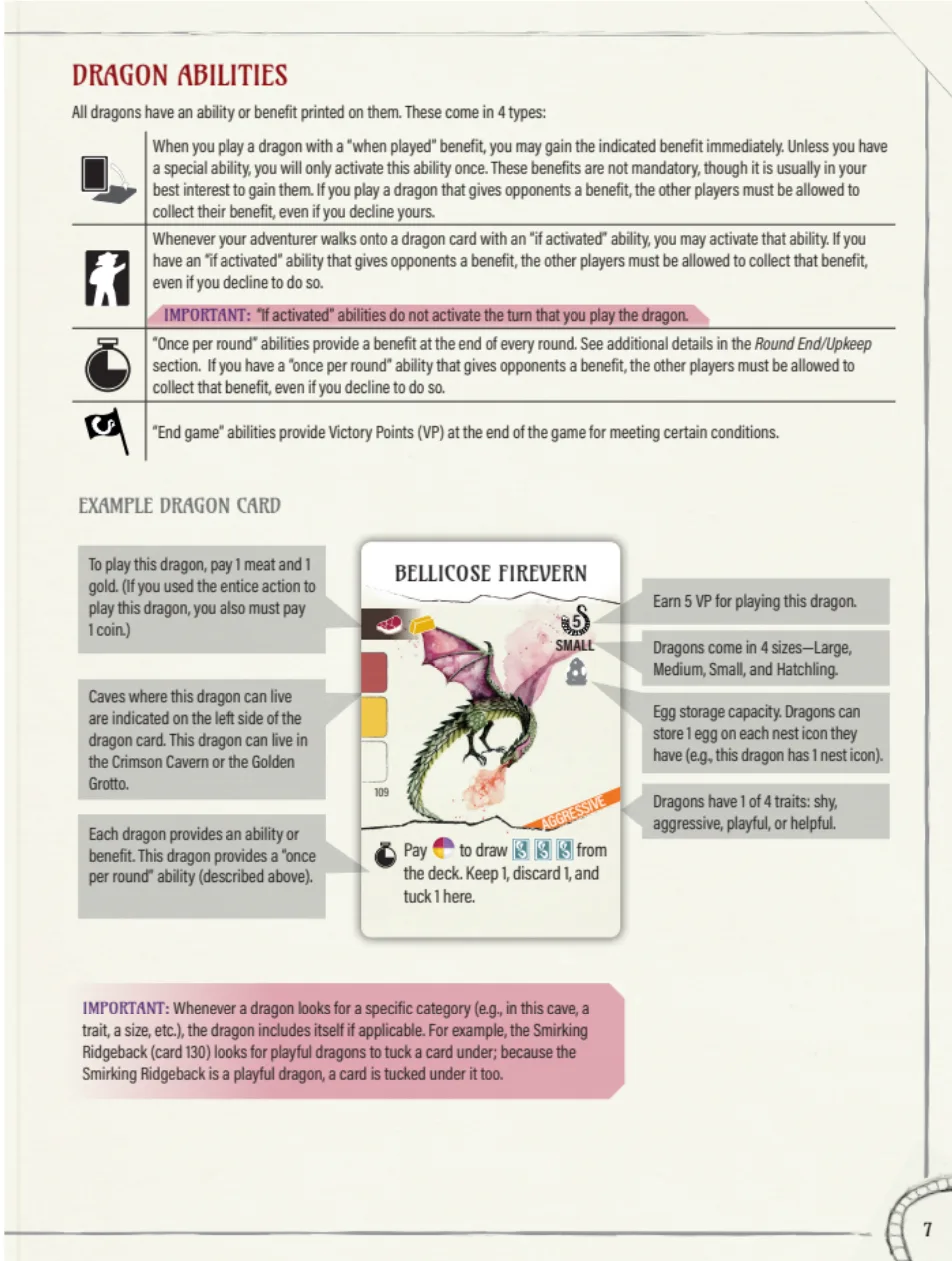 DRAGON ABILITIES
All dragons have an ability or benefit printed on them. These come in 4 types:
When you play a dragon with a "when played" benefit, you may gain the indicated benefit immediately. Unless you have
a special ability, you will only activate this ability once. These benefits are not mandatory, though it is usually in your
best interest to gain them. If you play a dragon that gives opponents a benefit, the other players must be allowed to
collect their benefit, even if you decline yours.
Whenever your adventurer walks onto a dragon card with an "if activated" ability, you may activate that ability. If you
have an "if activated" ability that gives opponents a benefit, the other players must be allowed to collect that benefit,
even if you decline to do so.
IMPORTANT: "If activated" abilities do not activate the turn that you play the dragon.
"Once per round" abilities provide a benefit at the end of every round. See additional details in the Round End/Upkeep
section. If you have a "once per round" ability that gives opponents a benefit, the other players must be allowed to
collect that benefit, even if you decline to do so.
"End game" abilities provide Victory Points (VP) at the end of the game for meeting certain conditions.
EXAMPLE DRAGON CARD
To play this dragon, pay 1 meat and 1
gold. (If you used the entice action to
play this dragon, you also must pay
1 coin.)
Caves where this dragon can live
are indicated on the left side of the
dragon card. This dragon can live in
the Crimson Cavern or the Golden
Grotto.
Each dragon provides an ability or
benefit. This dragon provides a "once
per round" ability (described above).
BELLICOSE FIREVERN
5
SMALL
109
AGGRESSIVE
Pay to draw from
the deck. Keep 1, discard 1, and
tuck 1 here.
Earn 5 VP for playing this dragon.
Dragons come in 4 sizes—Large,
Medium, Small, and Hatchling.
Egg storage capacity. Dragons can
store 1 egg on each nest icon they
have (e.g., this dragon has 1 nest icon).
Dragons have 1 of 4 traits: shy,
aggressive, playful, or helpful.
IMPORTANT: Whenever a dragon looks for a specific category (e.g., in this cave, a
trait, a size, etc.), the dragon includes itself if applicable. For example, the Smirking
Ridgeback (card 130) looks for playful dragons to tuck a card under; because the
Smirking Ridgeback is a playful dragon, a card is tucked under it too.
7